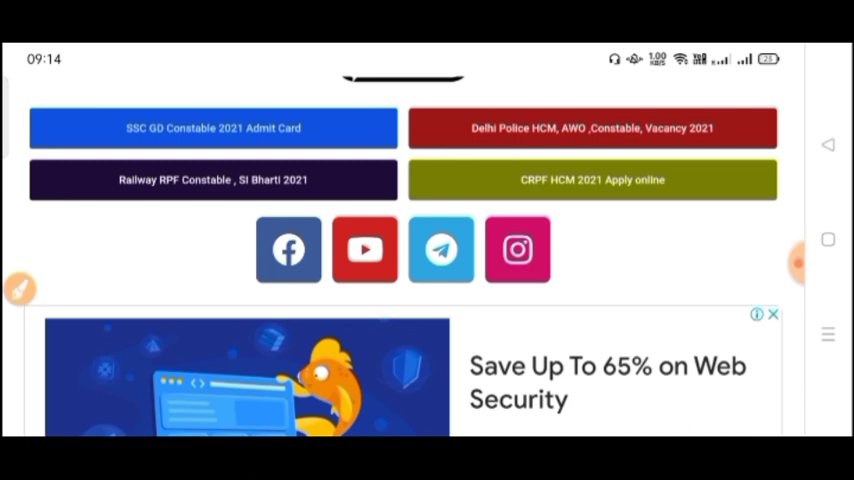 09:14
SSC GD Constable 2021 Admit Card
Delhi Police HCM, AWO ,Constable, Vacancy 2021
Railway RPF Constable , SI Bharti 2021
CRPF HCM 2021 Apply online
Save Up To 65% on Web
Security